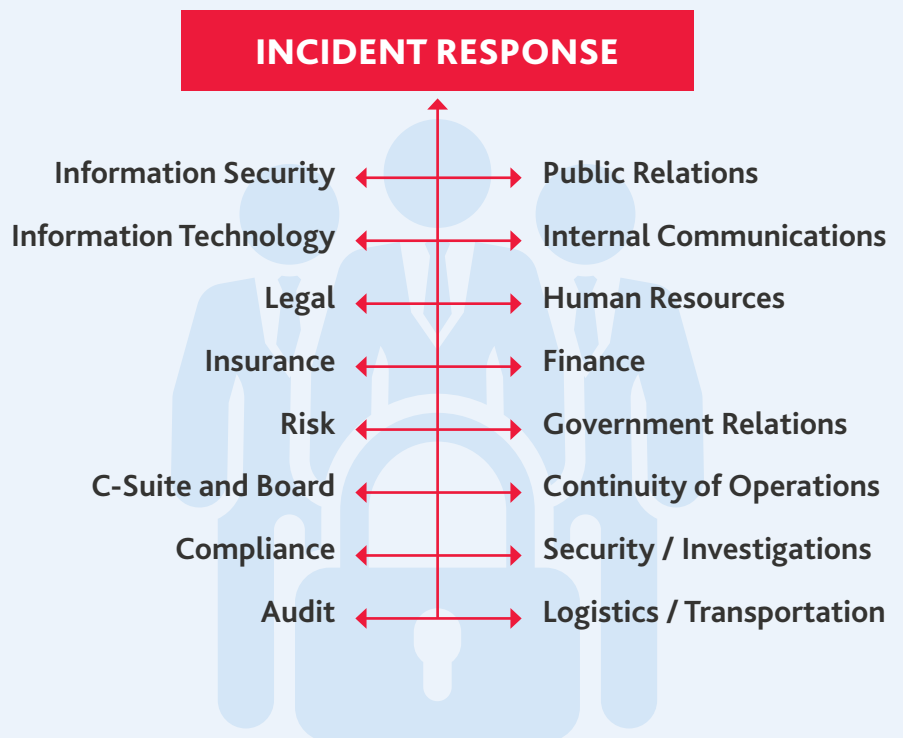 INCIDENT RESPONSE
Information Security
Public Relations
Information Technology
Internal Communications
Legal
Human Resources
Insurance
Finance
Risk
Government Relations
C-Suite and Board
Continuity of Operations
Compliance
Security / Investigations
Audit
Logistics / Transportation